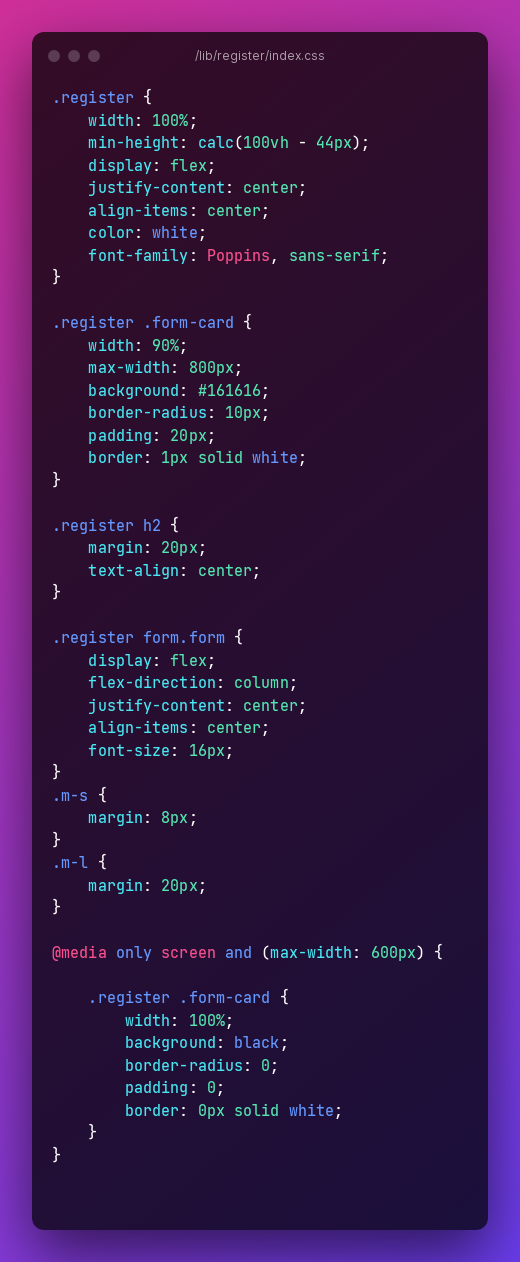 /lib/register/index.css
.register {
    width: 100%;
    min-height: calc(100vh - 44px);
    display: flex;
    justify-content: center;
    align-items: center;
    color: white;
    font-family: Poppins, sans-serif;
}

.register .form-card {
    width: 90%;
    max-width: 800px;
    background: #161616;
    border-radius: 10px;
    padding: 20px;
    border: 1px solid white;
}

.register h2 {
    margin: 20px;
    text-align: center;
}

.register form.form {
    display: flex;
    flex-direction: column;
    justify-content: center;
    align-items: center;
    font-size: 16px;
}
.m-s {
    margin: 8px;
}
.m-l {
    margin: 20px;
}

@media only screen and (max-width: 600px) {

    .register .form-card {
        width: 100%;
        background: black;
        border-radius: 0;
        padding: 0;
        border: 0px solid white;
    }
}